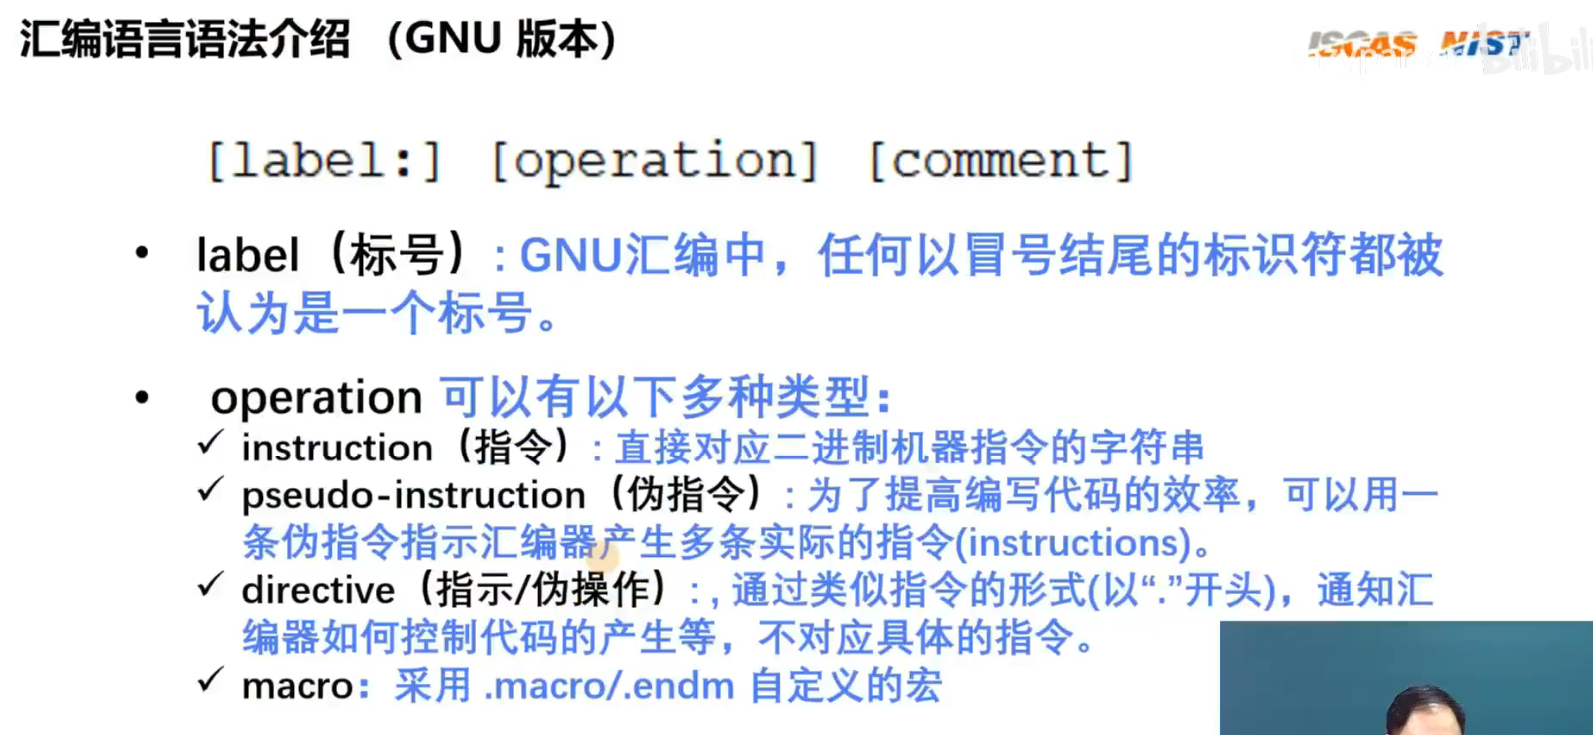 汇编语言语法介绍 （GNU 版本）
ISCAS MIST
bilibili
[label:] [operation] [comment]
• label（标号）: GNU汇编中，任何以冒号结尾的标识符都被
认为是一个标号。
• operation 可以有以下多种类型：
✓ instruction（指令）: 直接对应二进制机器指令的字符串
✓ pseudo-instruction（伪指令）: 为了提高编写代码的效率，可以用一
条伪指令指示汇编器产生多条实际的指令(instructions)。
✓ directive（指示/伪操作）: , 通过类似指令的形式(以“.”开头)，通知汇
编器如何控制代码的产生等，不对应具体的指令。
✓ macro：采用 .macro/.endm 自定义的宏